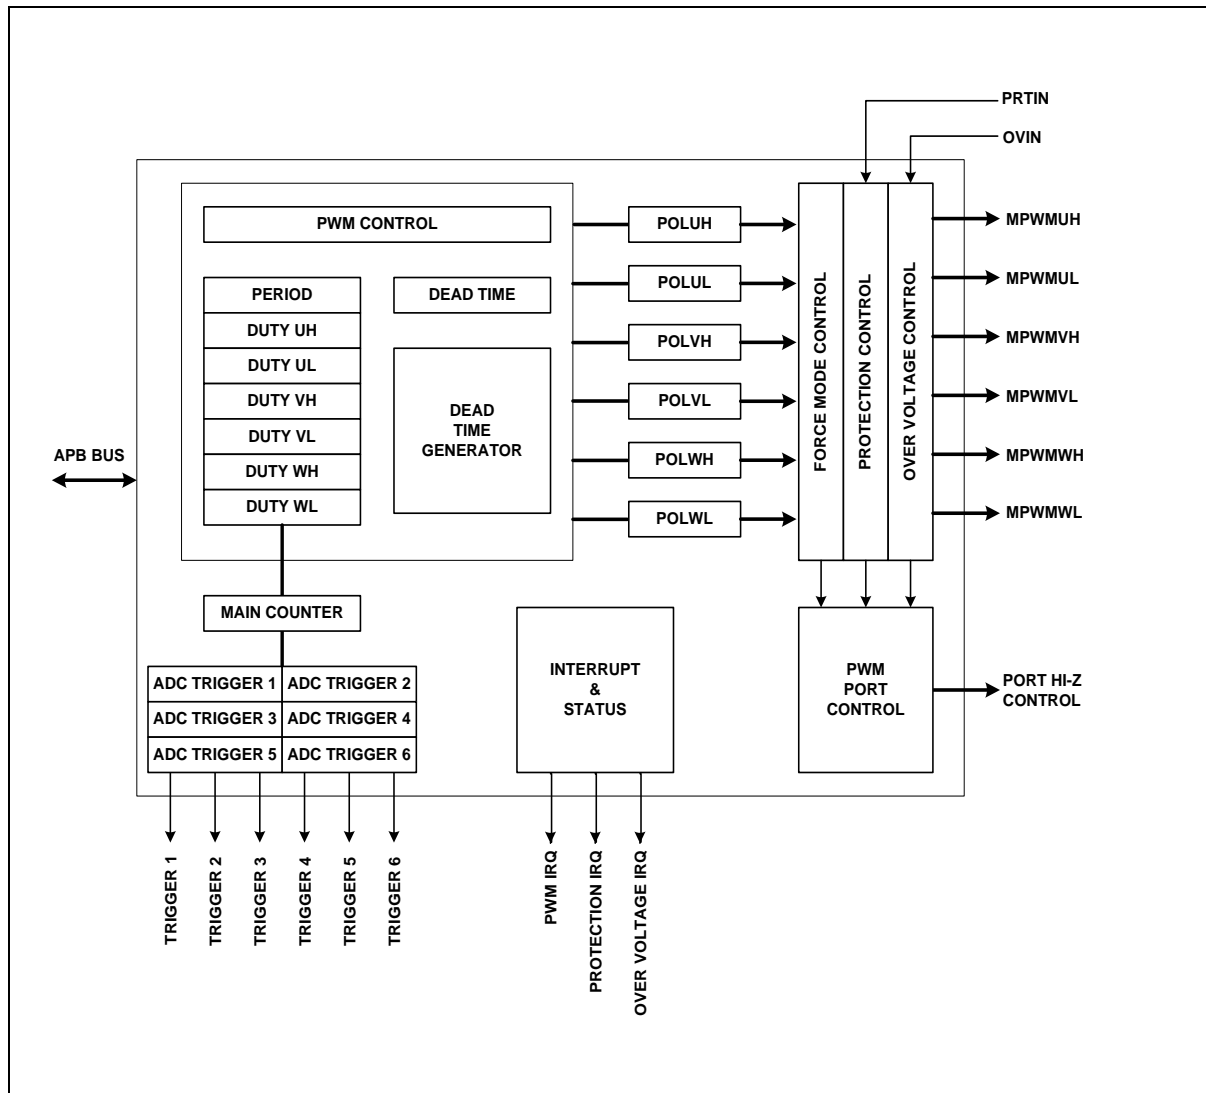 PRTIN
OVIN
PWM CONTROL
PERIOD
DUTY UH
DUTY UL
DUTY VH
DUTY VL
DUTY WH
DUTY WL
DEAD TIME
DEAD
TIME
GENERATOR
APB BUS
POLUH
POLUL
POLVH
POLVL
POLWH
POLWL
FORCE MODE CONTROL
PROTECTION CONTROL
OVER VOLTAGE CONTROL
MPWMUH
MPWMUL
MPWMVH
MPWMVL
MPWMWH
MPWMWL
MAIN COUNTER
ADC TRIGGER 1
ADC TRIGGER 2
ADC TRIGGER 3
ADC TRIGGER 4
ADC TRIGGER 5
ADC TRIGGER 6
INTERRUPT
&
STATUS
PWM
PORT
CONTROL
PORT HI-Z
CONTROL
TRIGGER 1
TRIGGER 2
TRIGGER 3
TRIGGER 4
TRIGGER 5
TRIGGER 6
PWM IRQ
PROTECTION IRQ
OVER VOLTAGE IRQ